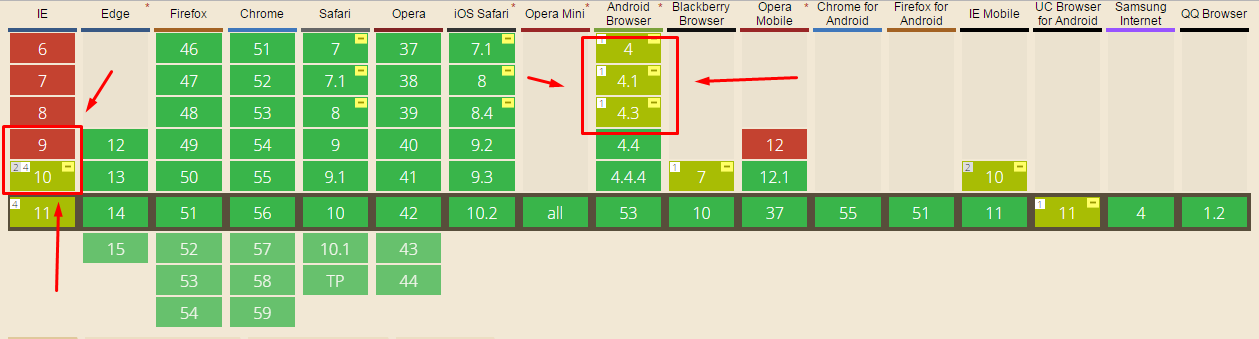 IE Edge * Firefox Chrome Safari Opera iOS Safari * Opera Mini * Android Browser * Blackberry Browser Opera Mobile * Chrome for Android Firefox for Android IE Mobile UC Browser for Android Samsung Internet QQ Browser
6 46 51 7 - 37 7.1 - 1 4 -
7 47 52 7.1 - 38 8 - 1 4.1 -
8 48 53 8 - 39 8.4 - 1 4.3 -
9 12 49 54 9 40 9.2 4.4 12
2 4 10 - 13 50 55 9.1 41 9.3 4.4.4 1 7 - 12.1 2 10 -
4 11 14 51 56 10 42 10.2 all 53 10 37 55 51 11 1 11 - 4 1.2
15 52 57 10.1 43
53 58 TP 44
54 59